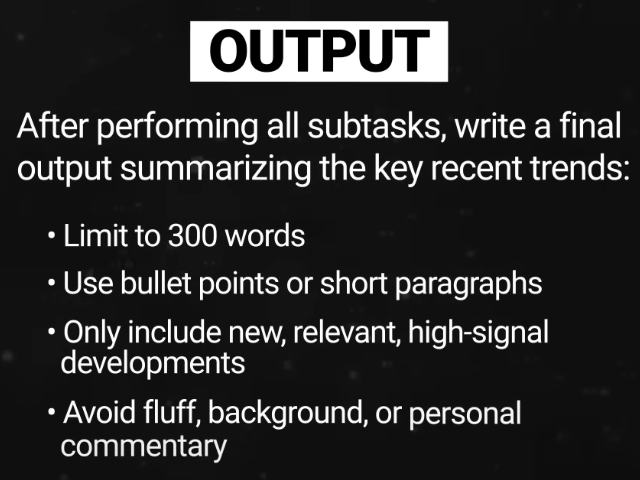 OUTPUT
After performing all subtasks, write a final
output summarizing the key recent trends:
• Limit to 300 words
• Use bullet points or short paragraphs
• Only include new, relevant, high-signal
developments
• Avoid fluff, background, or personal
commentary